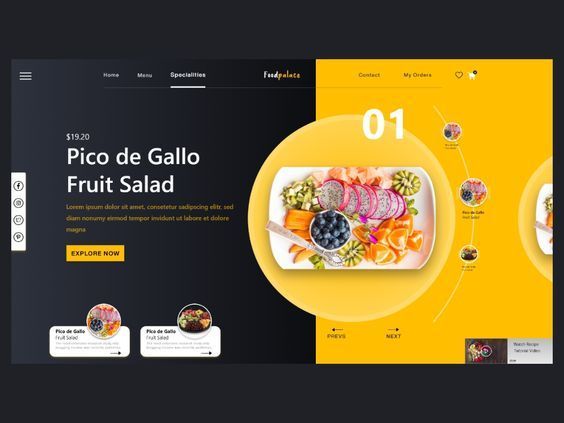 Home
Menu
Specialities
Foodpalace
Contact
My Orders
01
$19.20
Pico de Gallo
Fruit Salad
Lorem ipsum dolor sit amet, consetetur sadipscing elitr, sed
diam nonumy eirmod tempor invidunt ut labore et dolore
magna
EXPLORE NOW
Pico de Gallo
Fruit Salad
PREVS
NEXT
Pico de Gallo
Fruit Salad
Pico de Gallo
Fruit Salad
Watch Recipe
Tutorial Video